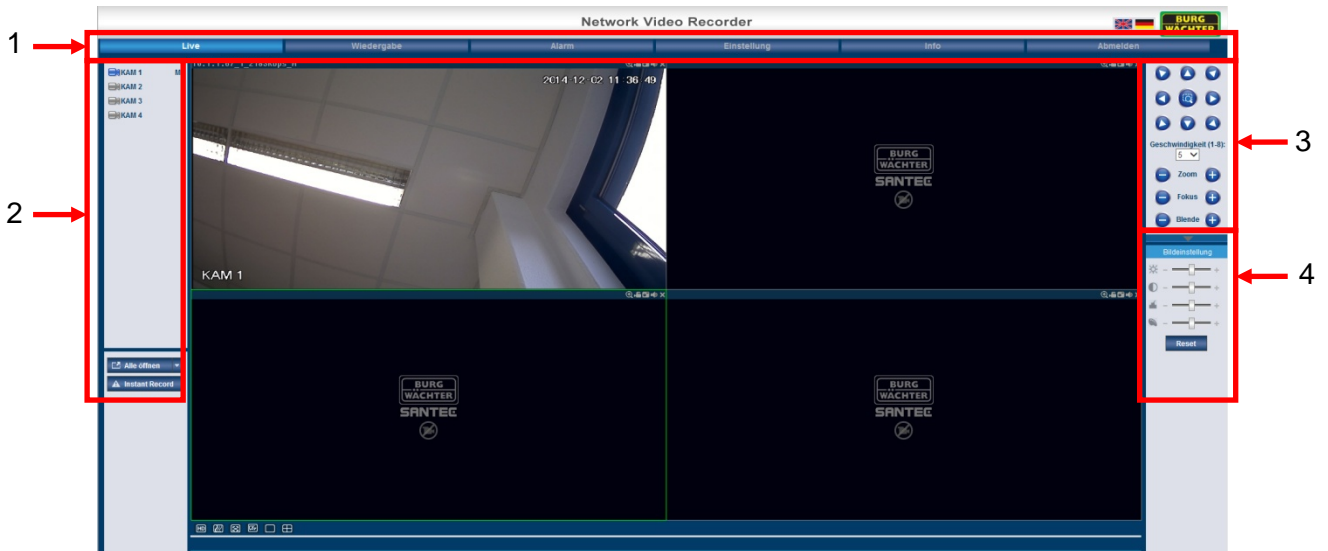 Network Video Recorder
BURG
WÄCHTER
1
Live
Wiedergabe
Alarm
Einstellung
Info
Abmelden
KAM 1
M
KAM 2
KAM 3
KAM 4
2014-12-02 11:36:49
KAM 1
BURG
WÄCHTER
SANTEC
Geschwindigkeit (1-8):
5
Zoom
Fokus
Blende
3
2
Bildeinstellung
4
Reset
Alle öffnen
Instant Record
BURG
WÄCHTER
SANTEC
BURG
WÄCHTER
SANTEC